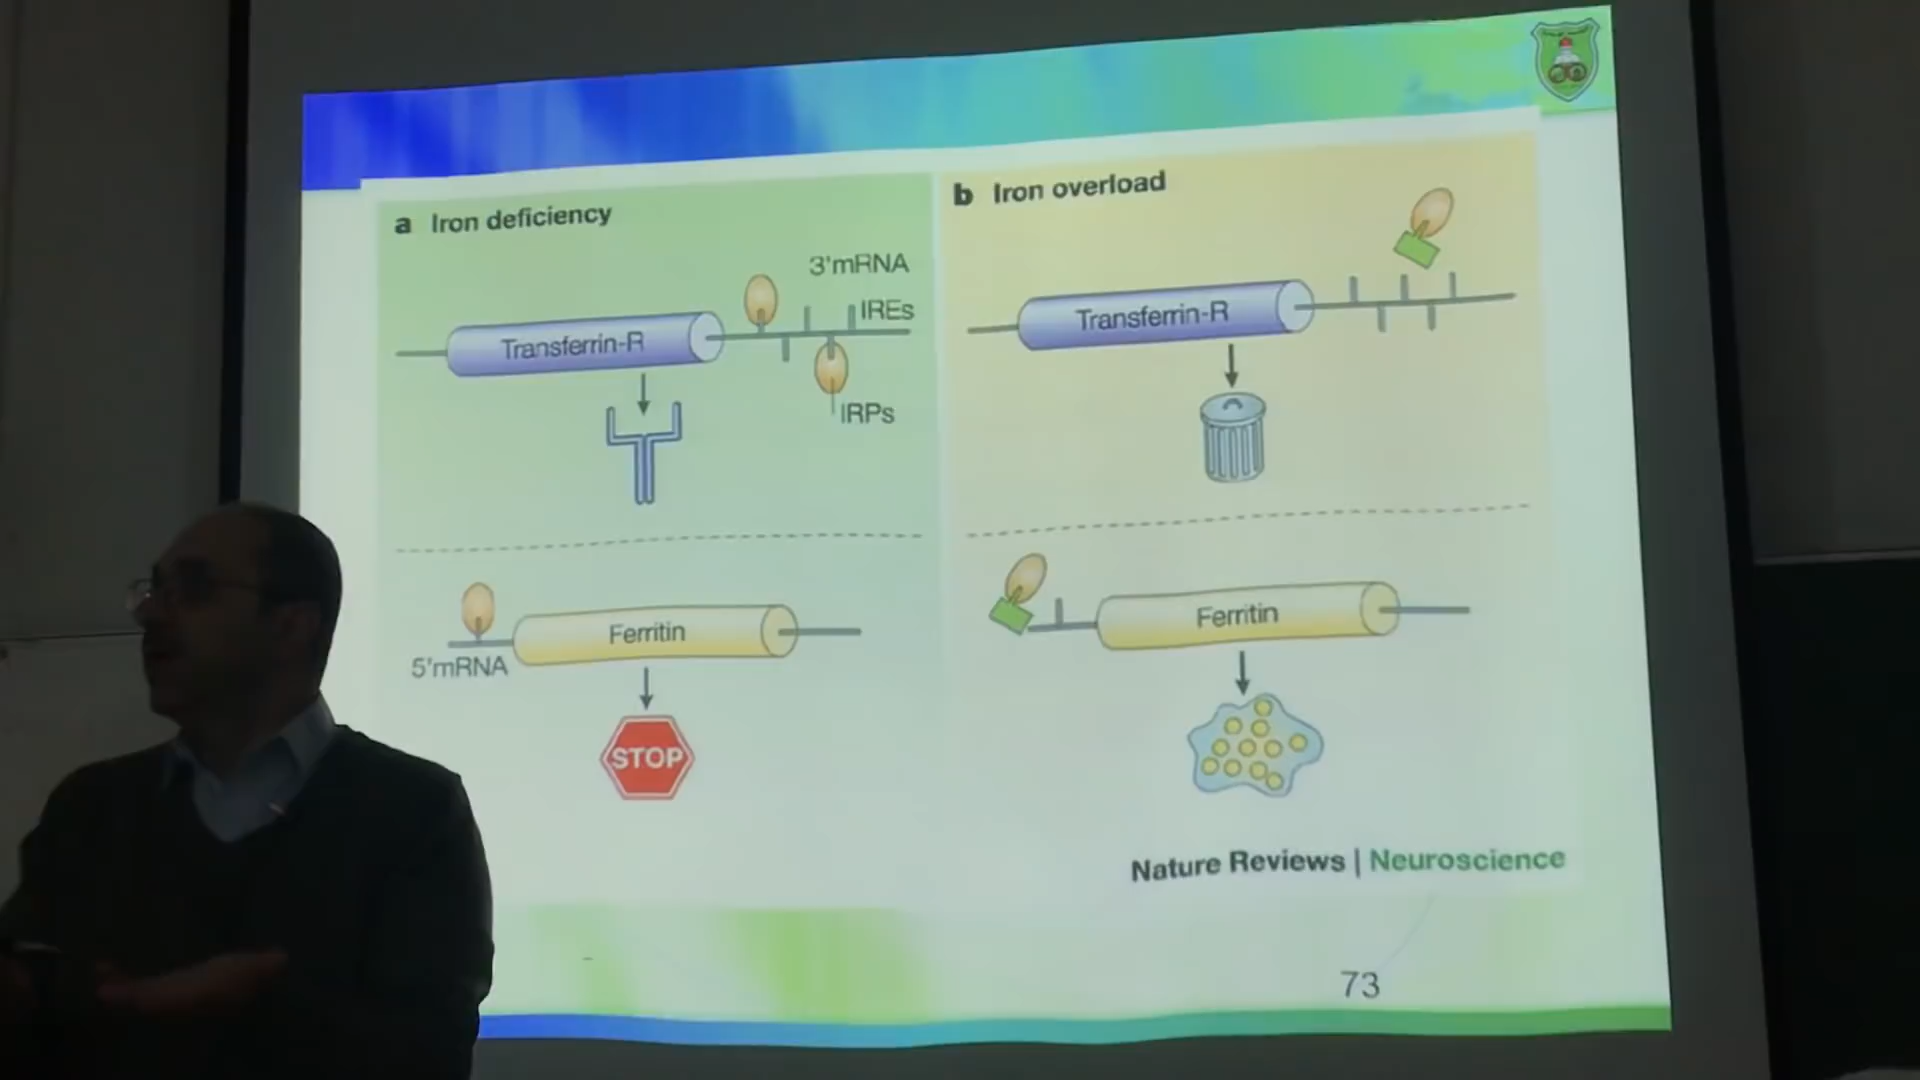 a Iron deficiency
3'mRNA
IREs
Transferrin-R
IRPs
5'mRNA
Ferritin
STOP
b Iron overload
Transferrin-R
Ferritin
Nature Reviews | Neuroscience
73